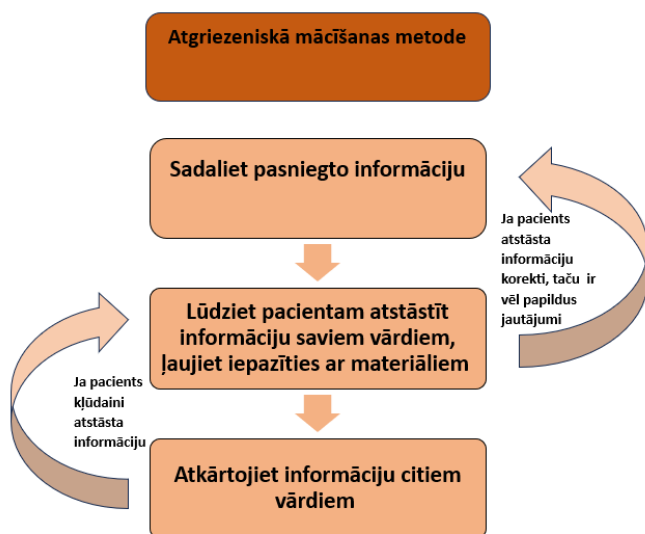 Atgriezeniskā mācīšanas metode
Sadaliet pasniegto informāciju
Ja pacients
atstāsta
informāciju
korekti, taču ir
vēl papildus
jautājumi
Lūdziet pacientam atstāstīt
informāciju saviem vārdiem,
ļaujiet iepazīties ar materiāliem
Ja pacients
kļūdaini
atstāsta
informāciju
Atkārtojiet informāciju citiem
vārdiem